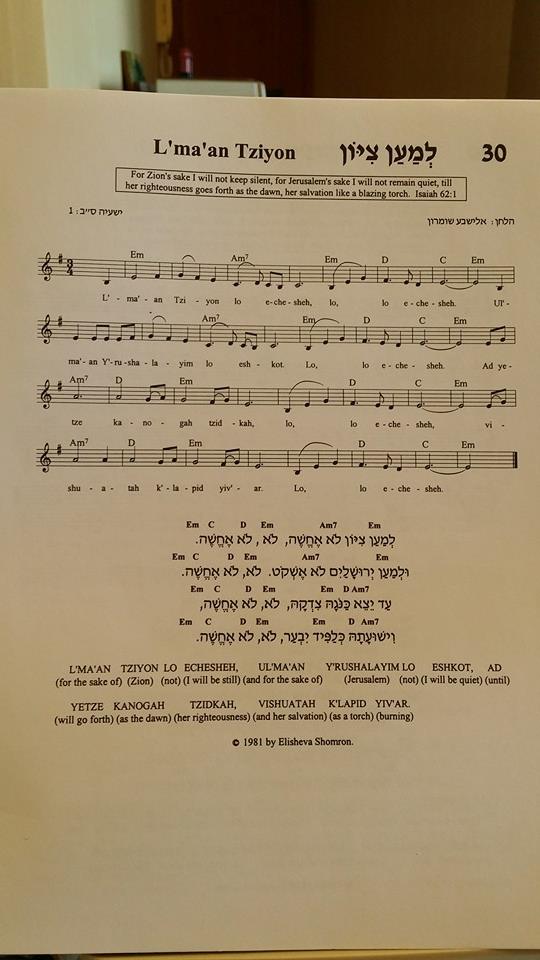 L'ma'an Tziyon לְמַעַן צִיּוֹן 30
For Zion's sake I will not keep silent, for Jerusalem's sake I will not remain quiet, till
her righteousness goes forth as the dawn, her salvation like a blazing torch. Isaiah 62:1
ישעיה ס״ב: 1 הלחן: אלישבע שומרון
Em Am7 Em D C Em
L' - ma' - an Tzi - yon lo e-che-sheh, lo, lo e-che-sheh. Ul'-
Am7 Em D C Em
ma'-an Y'-ru-sha-la-yim lo esh-kot. Lo, lo e-che-sheh. Ad ye-
Am7 D Em D C Em
tze ka-no-gah tzid-kah, lo, lo e-che-sheh, vi-
Am7 D Em D C Em
shu-a-tah k'-la-pid yiv'-ar. Lo, lo e-che-sheh.
Em C D Em Am7 Em
לְמַעַן צִיּוֹן לֹא אֶחֱשֶׁה, לֹא, לֹא אֶחֱשֶׁה.
Em C D Em Am7 Em
וּלְמַעַן יְרוּשָׁלַיִם לֹא אֶשְׁקֹט. לֹא, לֹא אֶחֱשֶׁה.
Em C D Em Em D Am7
עַד יֵצֵא כַּנֹּגַהּ צִדְקָהּ, לֹא, לֹא אֶחֱשֶׁה,
Em C D Em Em D Am7
וִישׁוּעָתָהּ כְּלַפִּיד יִבְעָר, לֹא, לֹא אֶחֱשֶׁה.
L'MA'AN TZIYON LO ECHESHEH, UL'MA'AN Y'RUSHALAYIM LO ESHKOT, AD
(for the sake of) (Zion) (not) (I will be still) (and for the sake of) (Jerusalem) (not) (I will be quiet) (until)
YETZE KANOGAH TZIDKAH, VISHUATAH K'LAPID YIV'AR.
(will go forth) (as the dawn) (her righteousness) (and her salvation) (as a torch) (burning)
© 1981 by Elisheva Shomron.